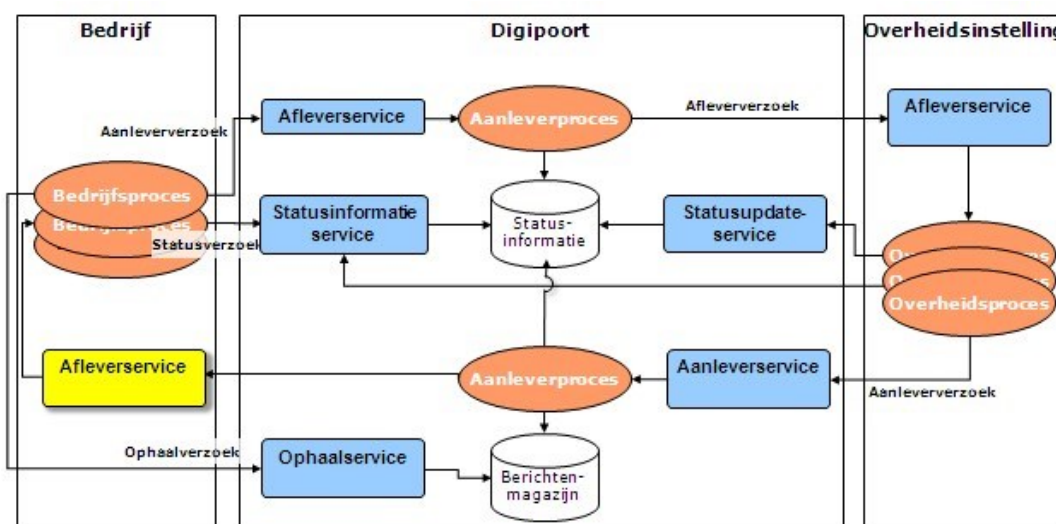 Bedrijf
Digipoort
Overheidsinstelling
Afleverservice
Aanleverproces
Afleververzoek
Afleverservice
Aanleververzoek
Bedrijfsproces
Bedrijfsproces
Statusverzoek
Statusinformatie
service
Status-
informatie
Statusupdate-
service
Overheidsproces
Afleverservice
Aanleverproces
Aanleverservice
Aanleververzoek
Ophaalverzoek
Ophaalservice
Berichten-
magazijn